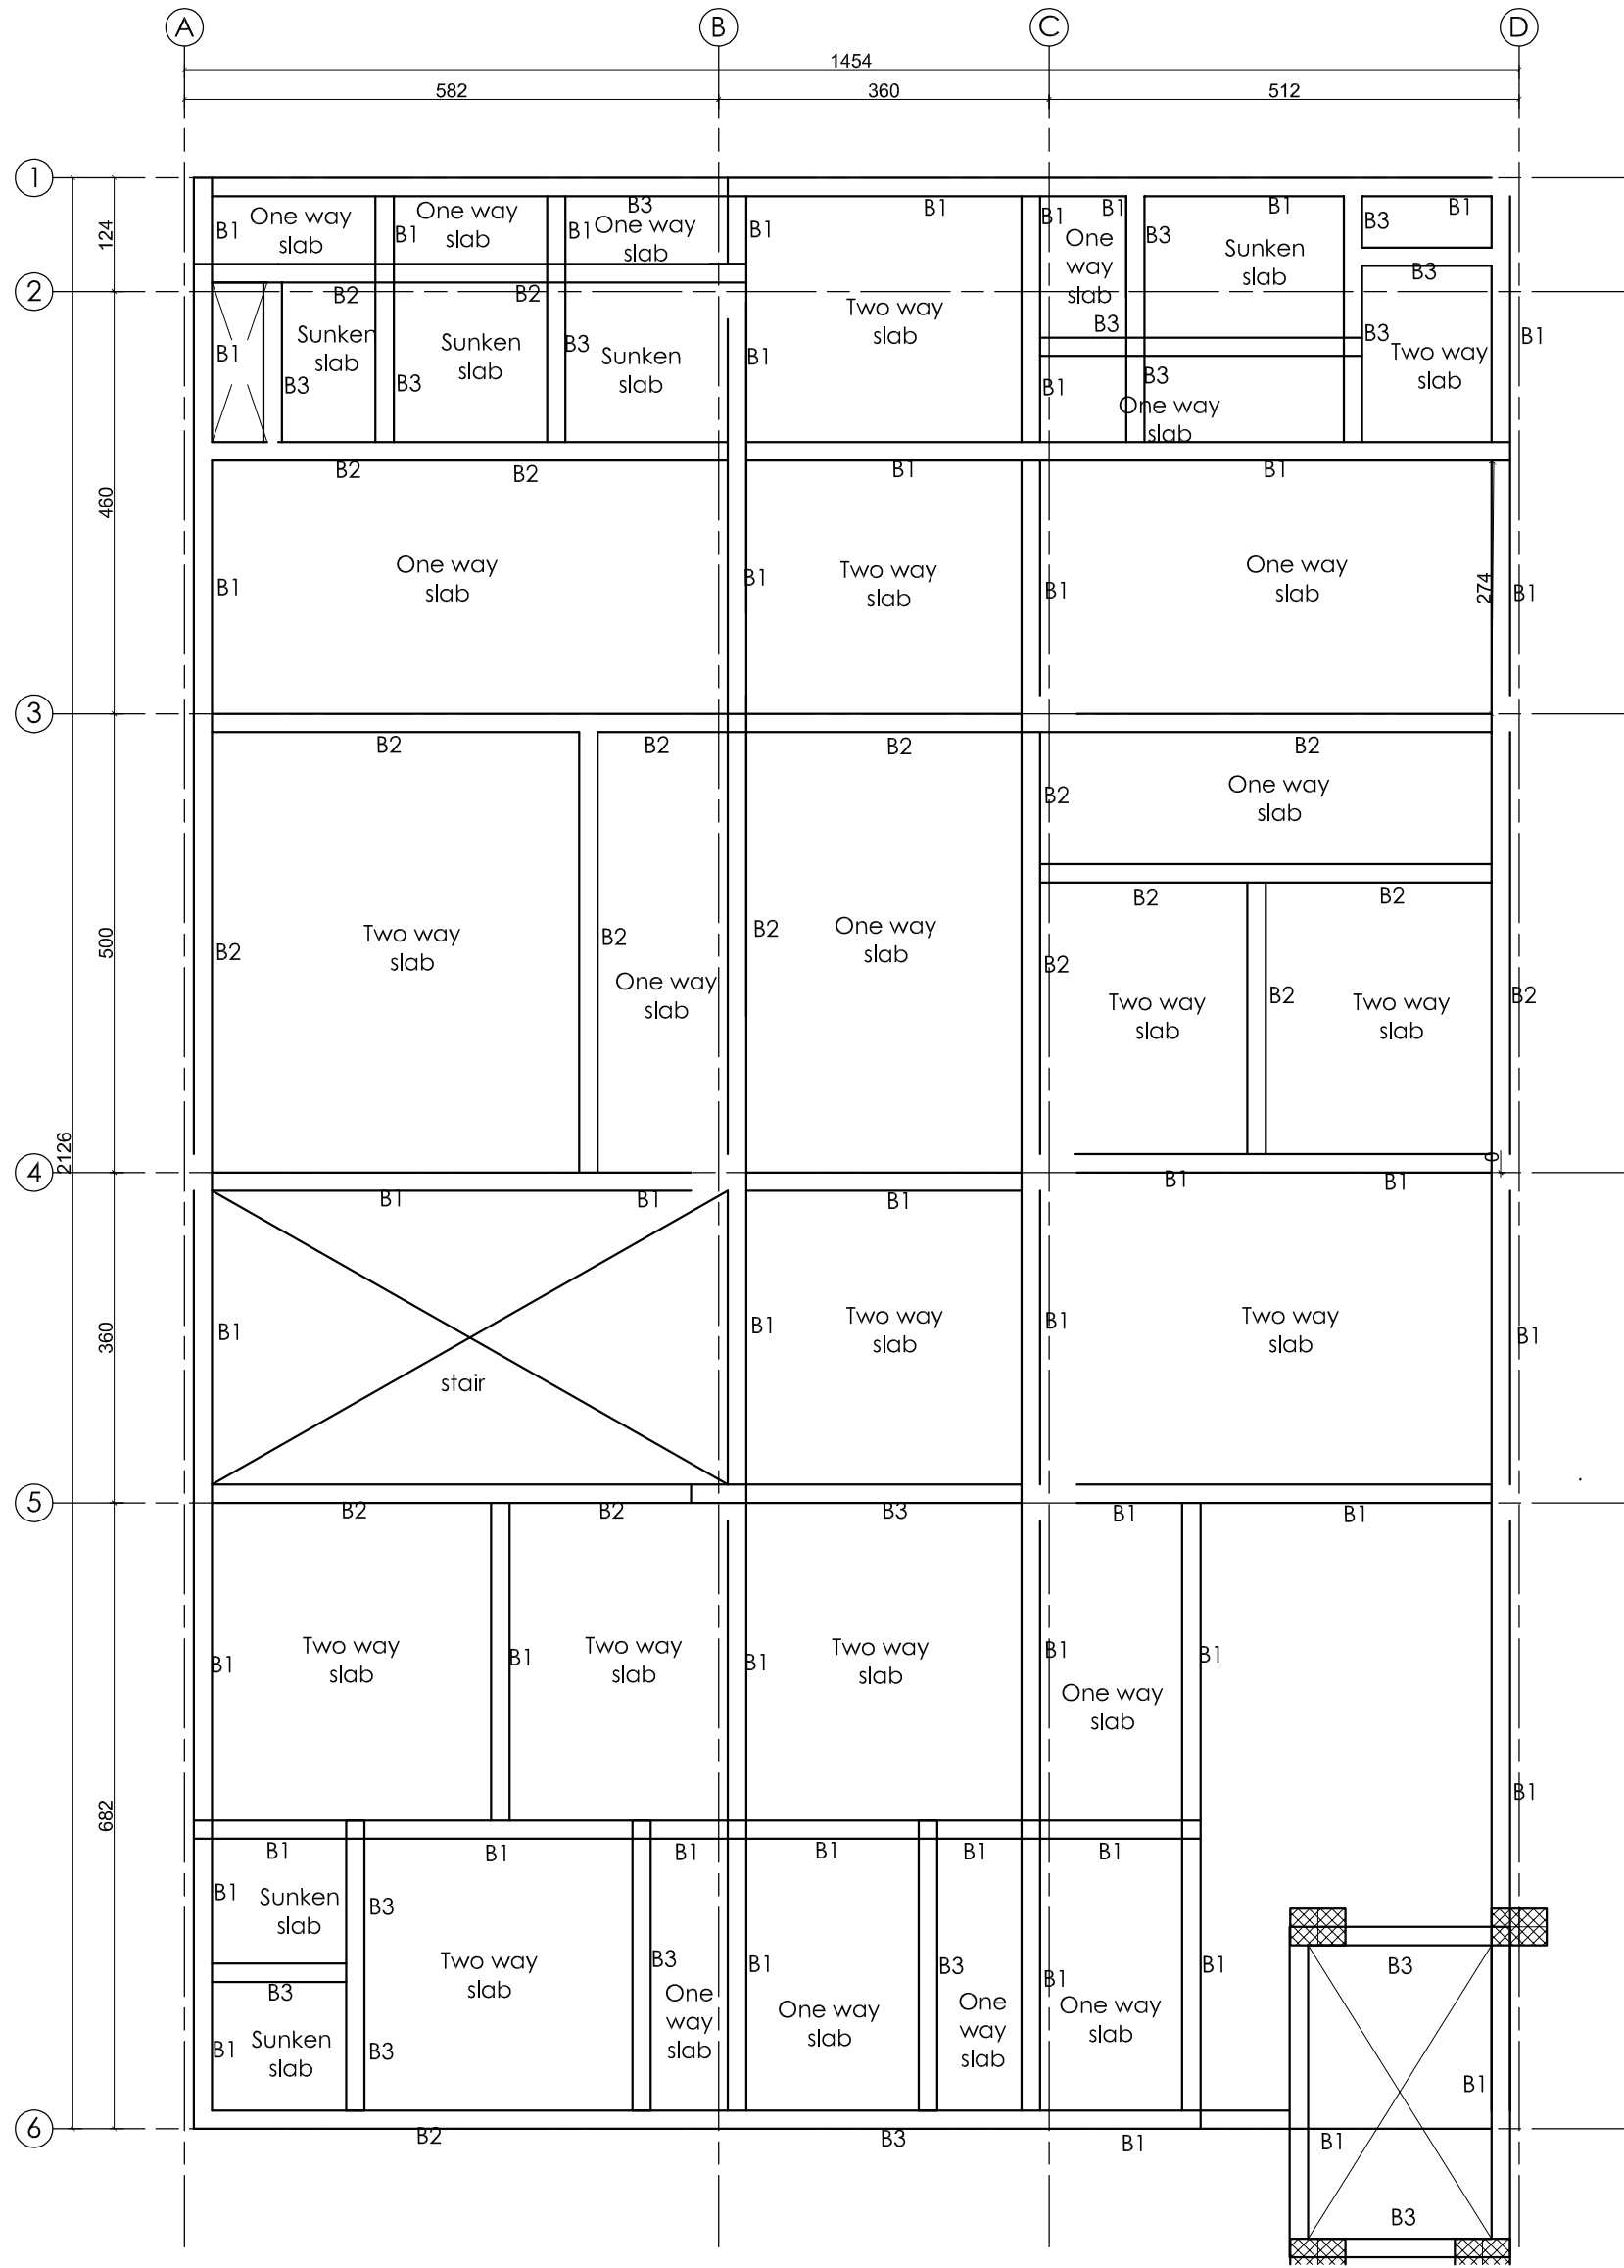 A B C D
1454
582 360 512
1
124
B3
B1 One way
slab
B1 One way
slab
B1 One way
slab
B1
B1
B1
B1
One
way
slab
B3
B1
Sunken
slab
B3
B1
B3
2
B2
B2
B1
Sunken
slab
B3
Sunken
slab
B3
B3
Sunken
slab
Two way
slab
B1
B3
B1
B3
One way
slab
B3
Two way
slab
B1
460
B2
B2
B1
B1
B1
One way
slab
B1
Two way
slab
B1
One way
slab
274
B1
3
B2
B2
B2
B2
B2
One way
slab
500
B2
Two way
slab
B2
One way
slab
B2
One way
slab
B2
B2
B2
Two way
slab
B2
Two way
slab
B2
2126
4
0
B1
B1
B1
B1
B1
360
B1
stair
B1
Two way
slab
B1
Two way
slab
B1
5
B2
B2
B3
B1
B1
B1
Two way
slab
B1
Two way
slab
B1
Two way
slab
B1
One way
slab
B1
B1
682
B1
B1
B1
B1
B1
B1
B1
Sunken
slab
B3
B3
Sunken
slab
B1
Two way
slab
B3
B3
One
way
slab
B1
One way
slab
B3
One
way
slab
B1
One way
slab
B1
B3
B1
6
B2
B3
B1
B1
B3